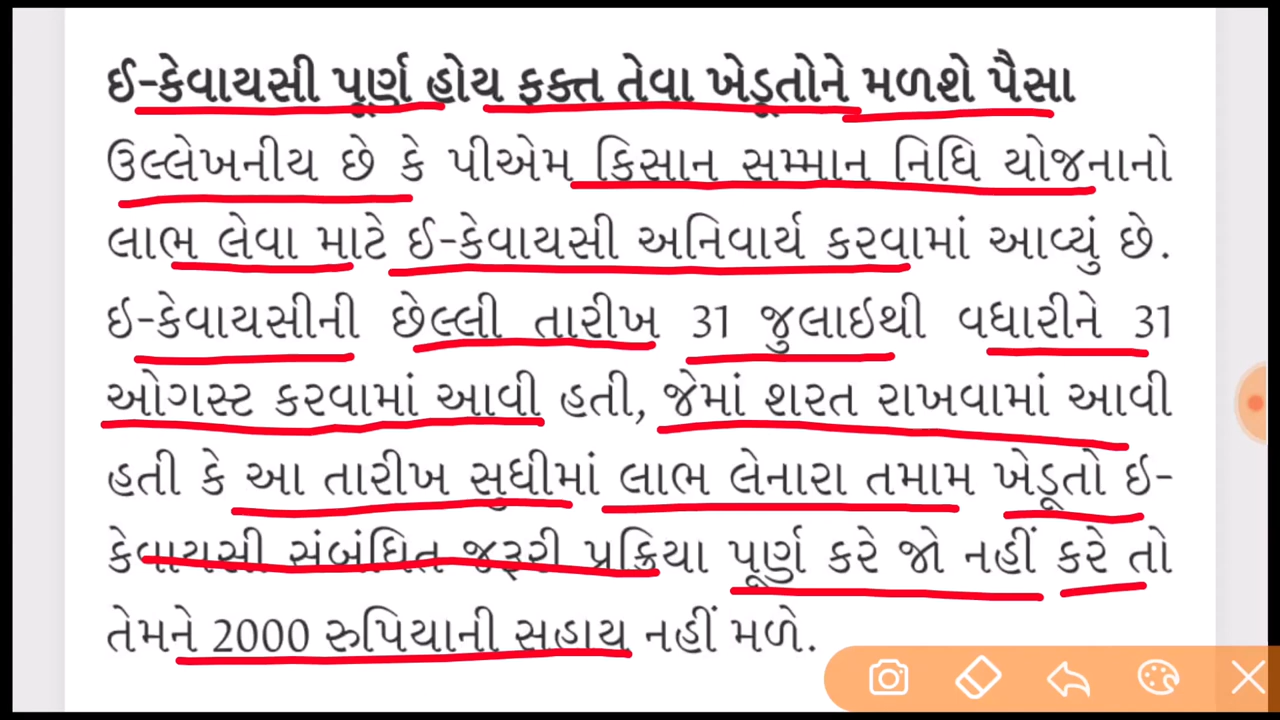 ઈ-કેવાયસી પૂર્ણ હોય ફક્ત તેવા ખેડૂતોને મળશે પૈસા
ઉલ્લેખનીય છે કે પીએમ કિસાન સમ્માન નિધિ યોજનાનો
લાભ લેવા માટે ઈ-કેવાયસી અનિવાર્ય કરવામાં આવ્યું છે.
ઇ-કેવાયસીની છેલ્લી તારીખ 31 જુલાઇથી વધારીને 31
ઓગસ્ટ કરવામાં આવી હતી, જેમાં શરત રાખવામાં આવી
હતી કે આ તારીખ સુધીમાં લાભ લેનારા તમામ ખેડૂતો ઇ-
કેવાયસી સંબંધિત જરૂરી પ્રક્રિયા પૂર્ણ કરે જો નહીં કરે તો
તેમને 2000 રુપિયાની સહાય નહીં મળે.